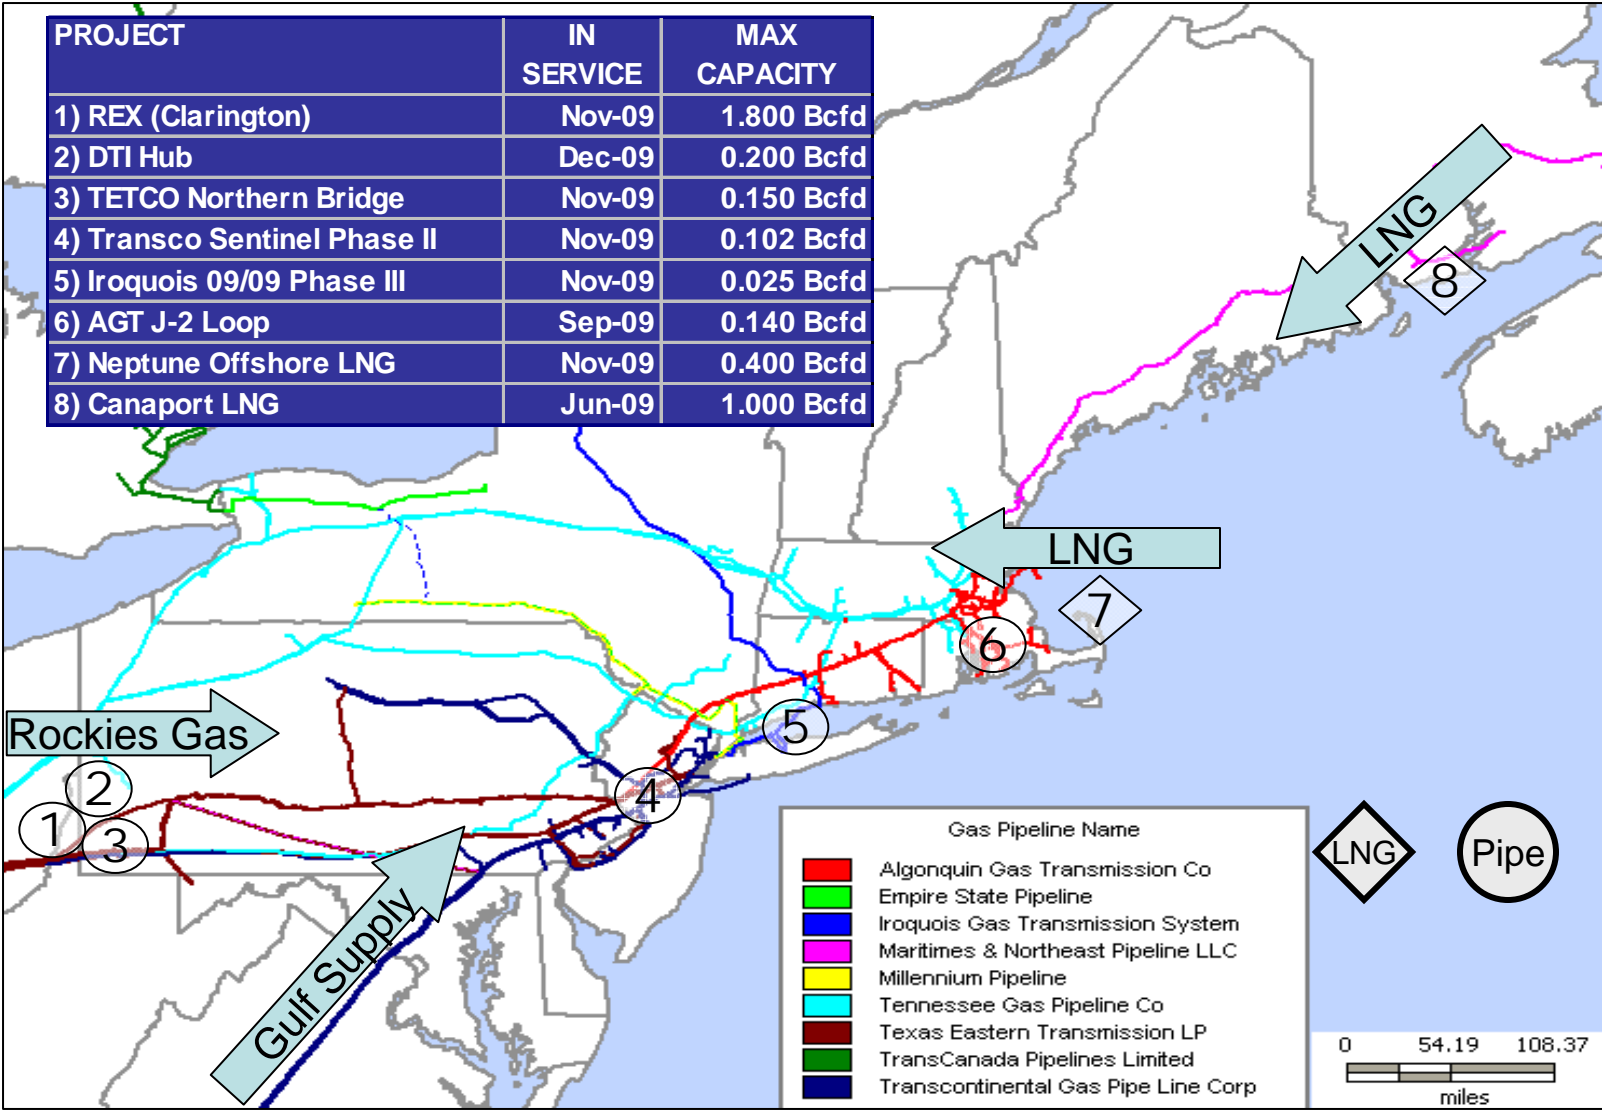 PROJECT IN SERVICE MAX CAPACITY
1) REX (Clarington) Nov-09 1.800 Bcfd
2) DTI Hub Dec-09 0.200 Bcfd
3) TETCO Northern Bridge Nov-09 0.150 Bcfd
4) Transco Sentinel Phase II Nov-09 0.102 Bcfd
5) Iroquois 09/09 Phase III Nov-09 0.025 Bcfd
6) AGT J-2 Loop Sep-09 0.140 Bcfd
7) Neptune Offshore LNG Nov-09 0.400 Bcfd
8) Canaport LNG Jun-09 1.000 Bcfd
LNG
8
LNG
7
6
5
Rockies Gas
2
4
1
3
Gulf Supply
Gas Pipeline Name
Algonquin Gas Transmission Co
Empire State Pipeline
Iroquois Gas Transmission System
Maritimes & Northeast Pipeline LLC
Millennium Pipeline
Tennessee Gas Pipeline Co
Texas Eastern Transmission LP
TransCanada Pipelines Limited
Transcontinental Gas Pipe Line Corp
LNG
Pipe
0 54.19 108.37
miles